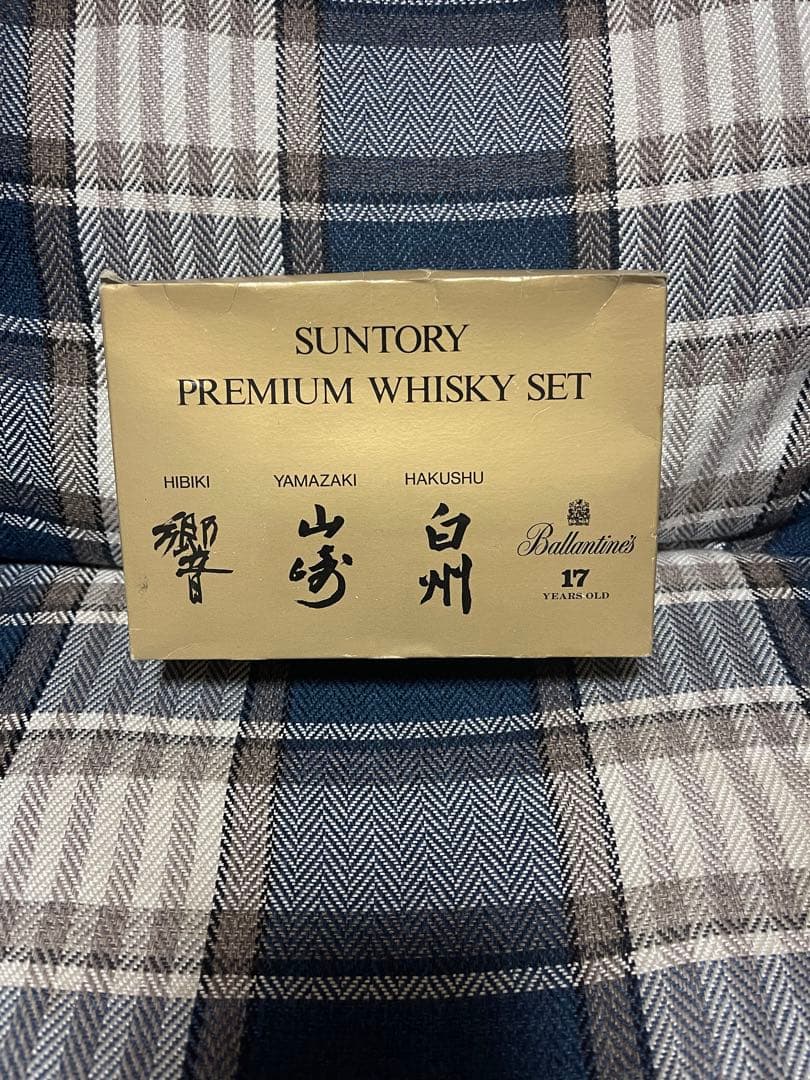 SUNTORY
PREMIUM WHISKY SET
HIBIKI YAMAZAKI HAKUSHU
響 山崎 白州
Ballantine's
17
YEARS OLD